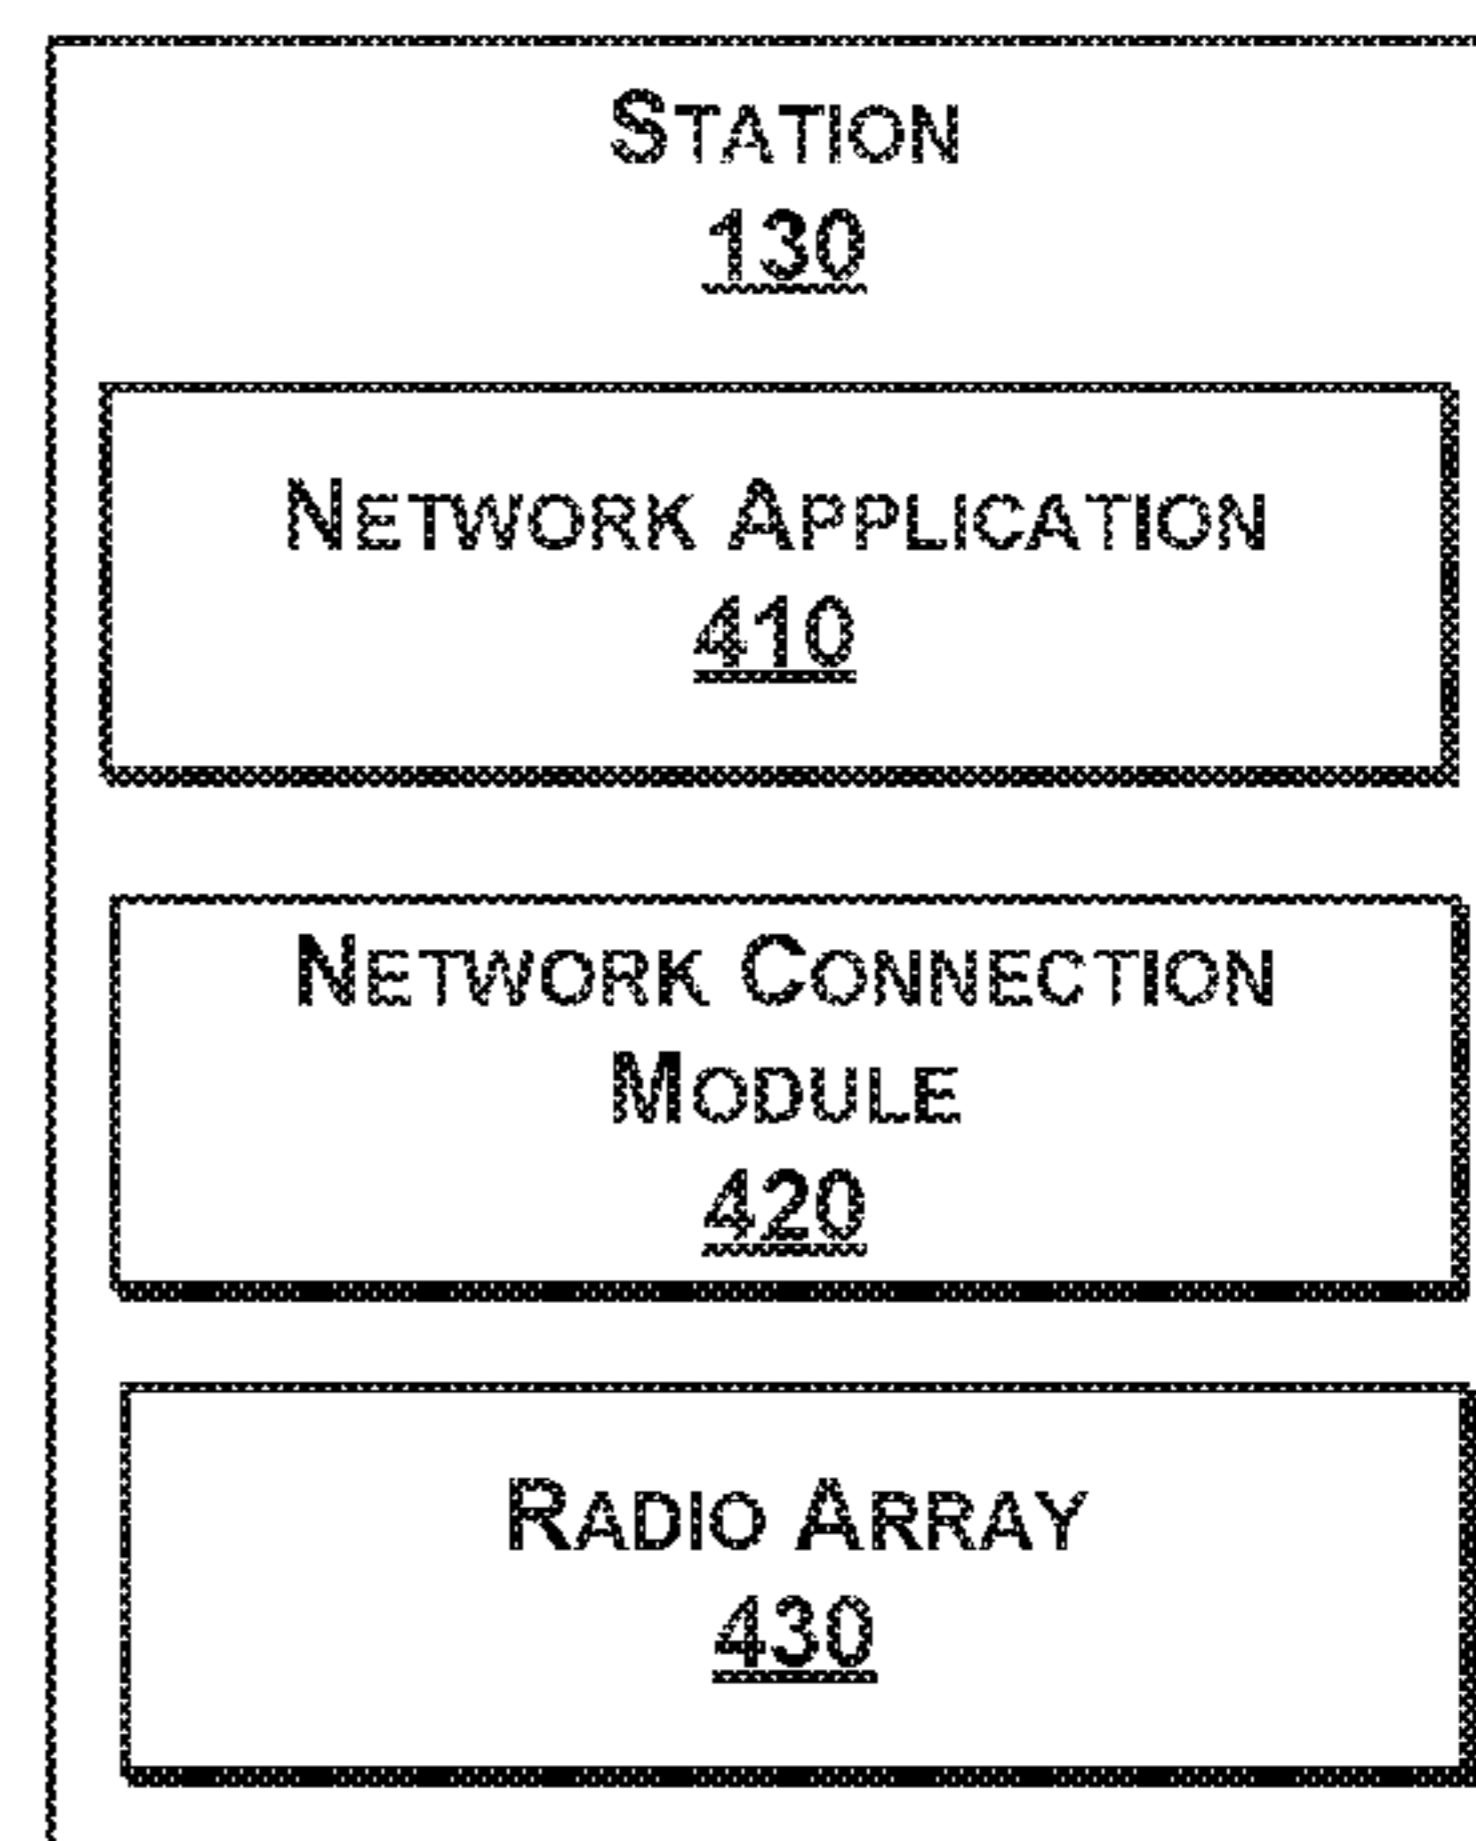 STATION
130
NETWORK APPLICATION
410
NETWORK CONNECTION
MODULE
420
RADIO ARRAY
430